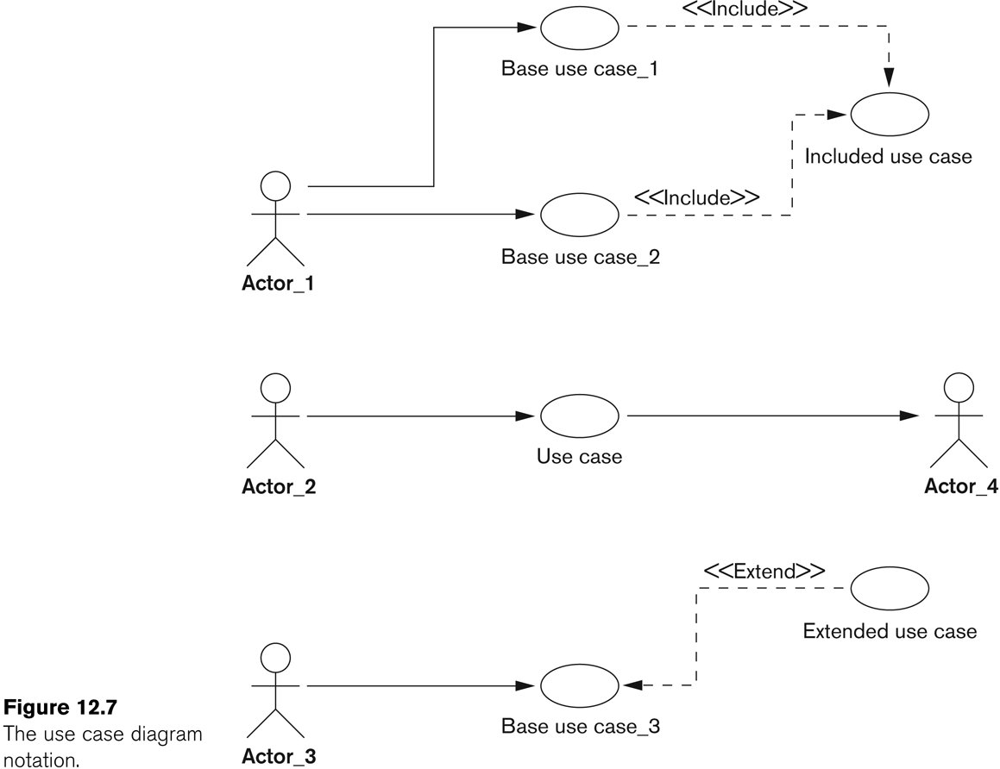 <<Include>>
Base use case_1
Included use case
<<Include>>
Base use case_2
Actor_1
Use case
Actor_2
Actor_4
<<Extend>>
Extended use case
Base use case_3
Actor_3
Figure 12.7
The use case diagram
notation.